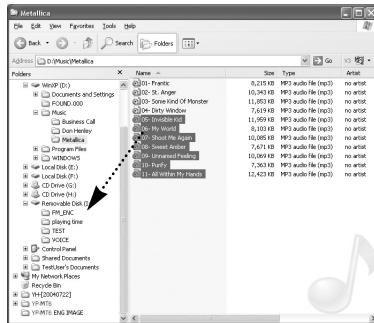 Metallica
File Edit View Favorites Tools Help
Back Search Folders
Address D:\Music\Metallica Go V3
Folders × Name Size Type Artist
WinXP (D:)
Documents and Settings
FOUND.000
Music
Business Call
Don Henley
Metallica
Program Files
WINDOWS
Local Disk (E:)
Local Disk (F:)
CD Drive (G:)
CD Drive (H:)
Removable Disk (I
FM_ENC
playing time
TEST
VOICE
Control Panel
Shared Documents
TestUser's Documents
My Network Places
Recycle Bin
YH-[20040722]
YP-MT6
YP-MT6 ENG IMAGE
01- Frantic 8,215 KB MP3 audio file (mp3) no artist
02- St. Anger 10,343 KB MP3 audio file (mp3) no artist
03- Some Kind Of Monster 11,853 KB MP3 audio file (mp3) no artist
04- Dirty Window 7,619 KB MP3 audio file (mp3) no artist
05- Invisible Kid 11,959 KB MP3 audio file (mp3) no artist
06- My World 8,103 KB MP3 audio file (mp3) no artist
07- Shoot Me Again 10,085 KB MP3 audio file (mp3) no artist
08- Sweet Amber 7,671 KB MP3 audio file (mp3) no artist
09- Unnamed Feeling 10,069 KB MP3 audio file (mp3) no artist
10- Purify 7,363 KB MP3 audio file (mp3) no artist
11- All Within My Hands 12,423 KB MP3 audio file (mp3) no artist